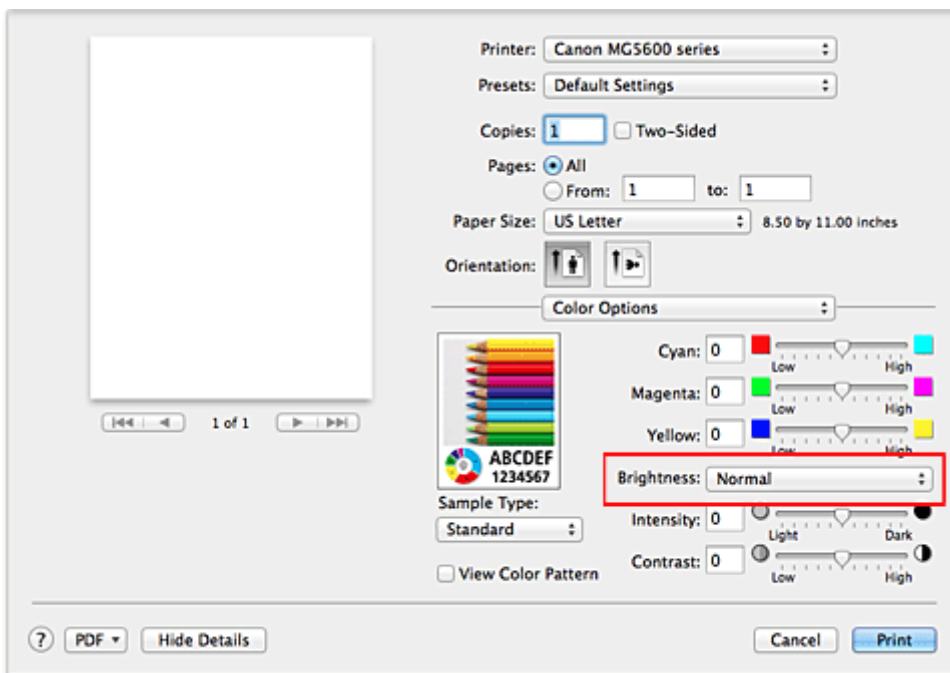 Printer: Canon MG5600 series
Presets: Default Settings
Copies: 1 Two-Sided
Pages: All
From: 1 to: 1
Paper Size: US Letter 8.50 by 11.00 inches
Orientation:
Color Options
Cyan: 0
Low High
Magenta: 0
Low High
Yellow: 0
Low High
Brightness: Normal
Intensity: 0
Light Dark
Contrast: 0
Low High
ABCDEF
1234567
Sample Type:
Standard
View Color Pattern
1 of 1
? PDF Hide Details Cancel Print